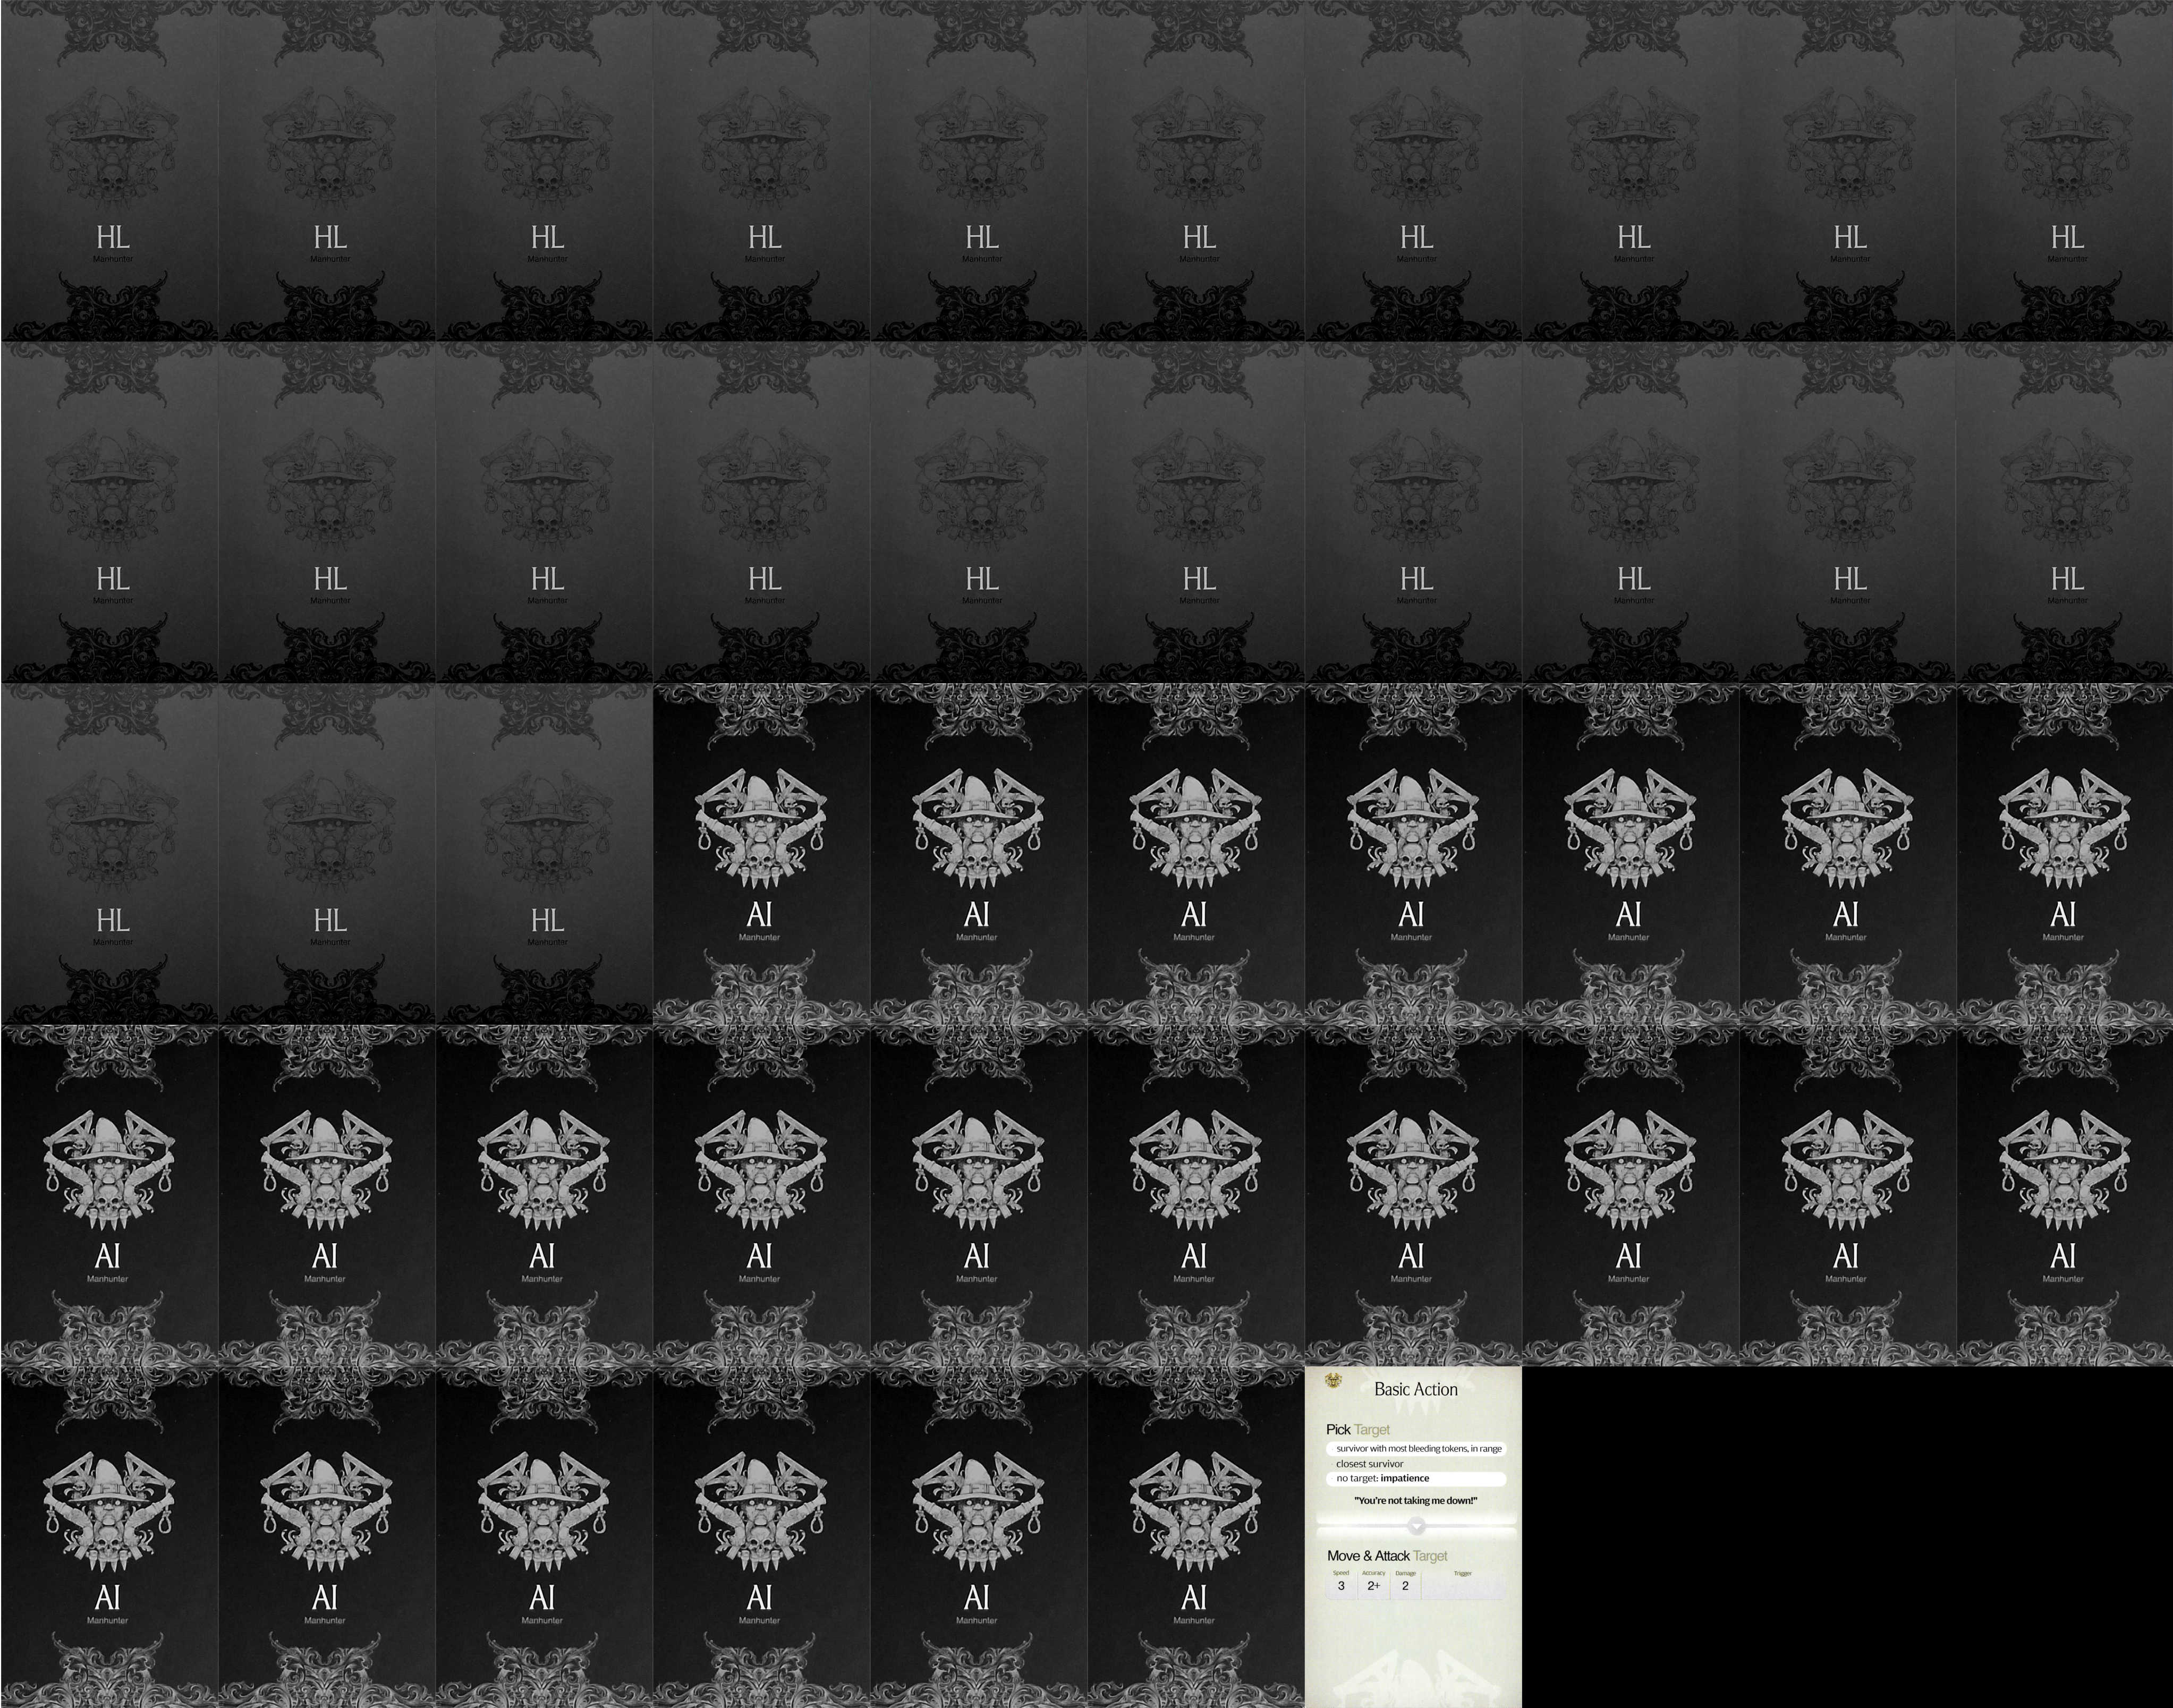 HL
Manhunter
HL
Manhunter
HL
Manhunter
HL
Manhunter
HL
Manhunter
HL
Manhunter
HL
Manhunter
HL
Manhunter
HL
Manhunter
HL
Manhunter
HL
Manhunter
HL
Manhunter
HL
Manhunter
HL
Manhunter
HL
Manhunter
HL
Manhunter
HL
Manhunter
HL
Manhunter
HL
Manhunter
HL
Manhunter
HL
Manhunter
HL
Manhunter
HL
Manhunter
AI
Manhunter
AI
Manhunter
AI
Manhunter
AI
Manhunter
AI
Manhunter
AI
Manhunter
AI
Manhunter
AI
Manhunter
AI
Manhunter
AI
Manhunter
AI
Manhunter
AI
Manhunter
AI
Manhunter
AI
Manhunter
AI
Manhunter
AI
Manhunter
AI
Manhunter
AI
Manhunter
AI
Manhunter
AI
Manhunter
AI
Manhunter
AI
Manhunter
AI
Manhunter
Basic Action
Pick Target
survivor with most bleeding tokens, in range
closest survivor
no target: impatience
"You're not taking me down!"
Move & Attack Target
Speed Accuracy Damage Trigger
3 2+ 2